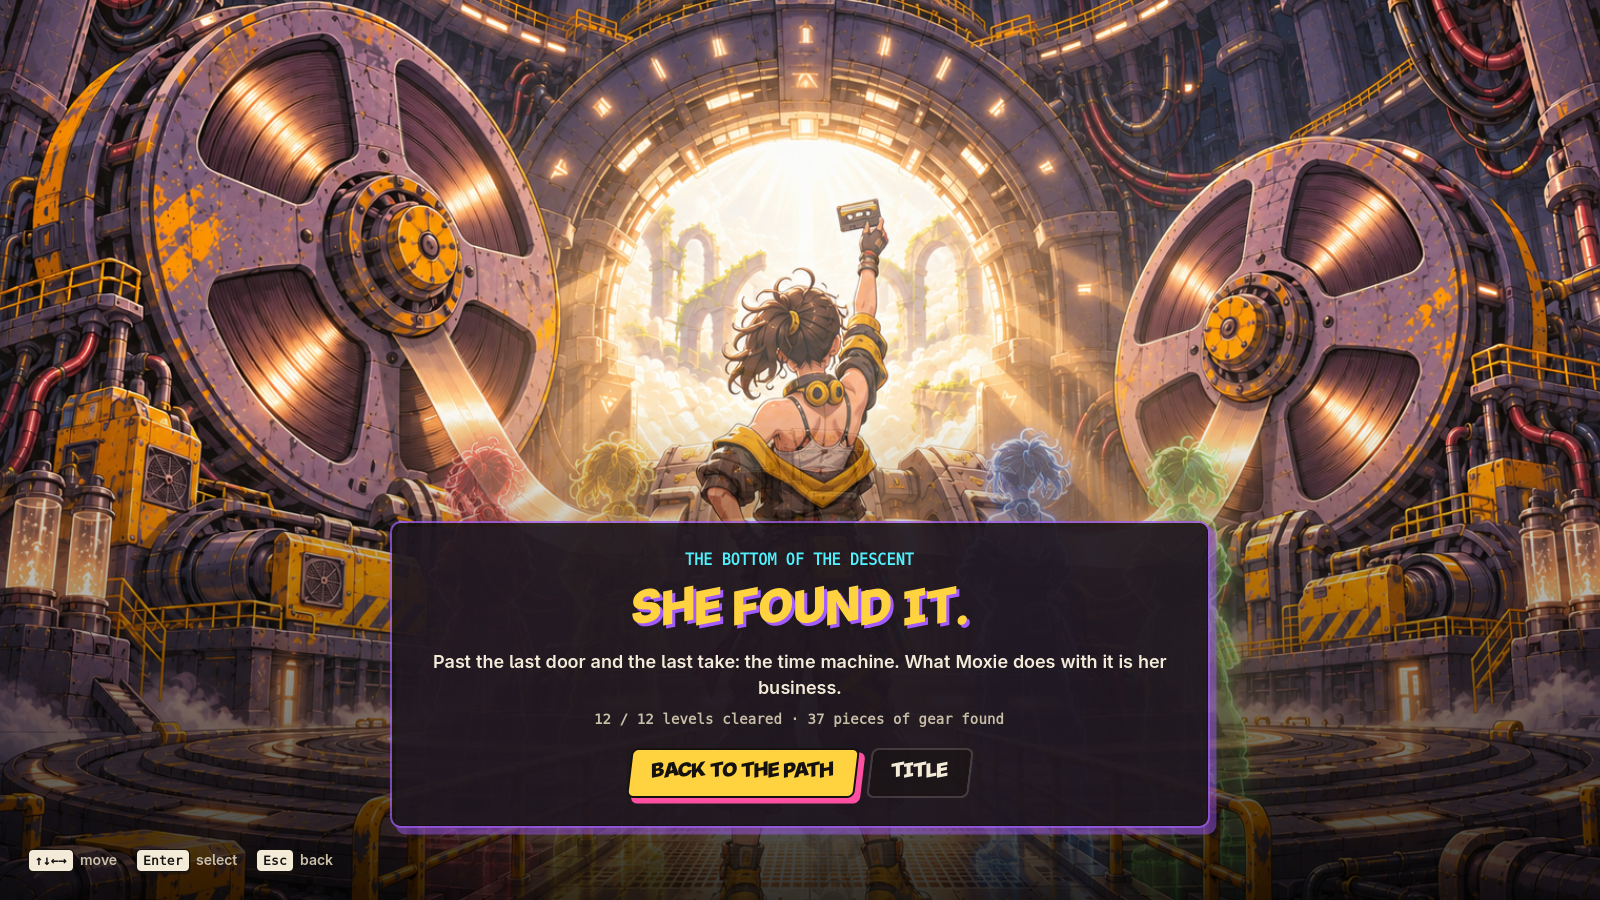 THE BOTTOM OF THE DESCENT
SHE FOUND IT.
Past the last door and the last take: the time machine. What Moxie does with it is her
business.
12 / 12 levels cleared · 37 pieces of gear found
BACK TO THE PATH
TITLE
↑↓←→ move Enter select Esc back